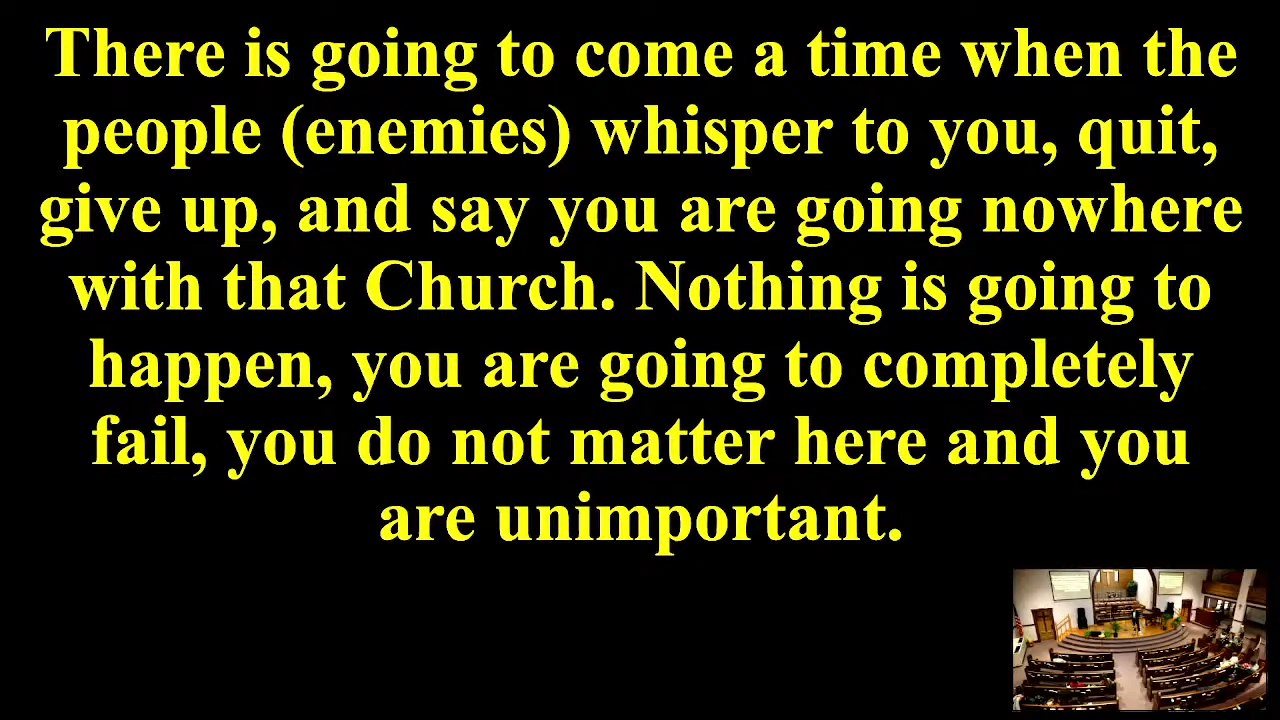 There is going to come a time when the
people (enemies) whisper to you, quit,
give up, and say you are going nowhere
with that Church. Nothing is going to
happen, you are going to completely
fail, you do not matter here and you
are unimportant.